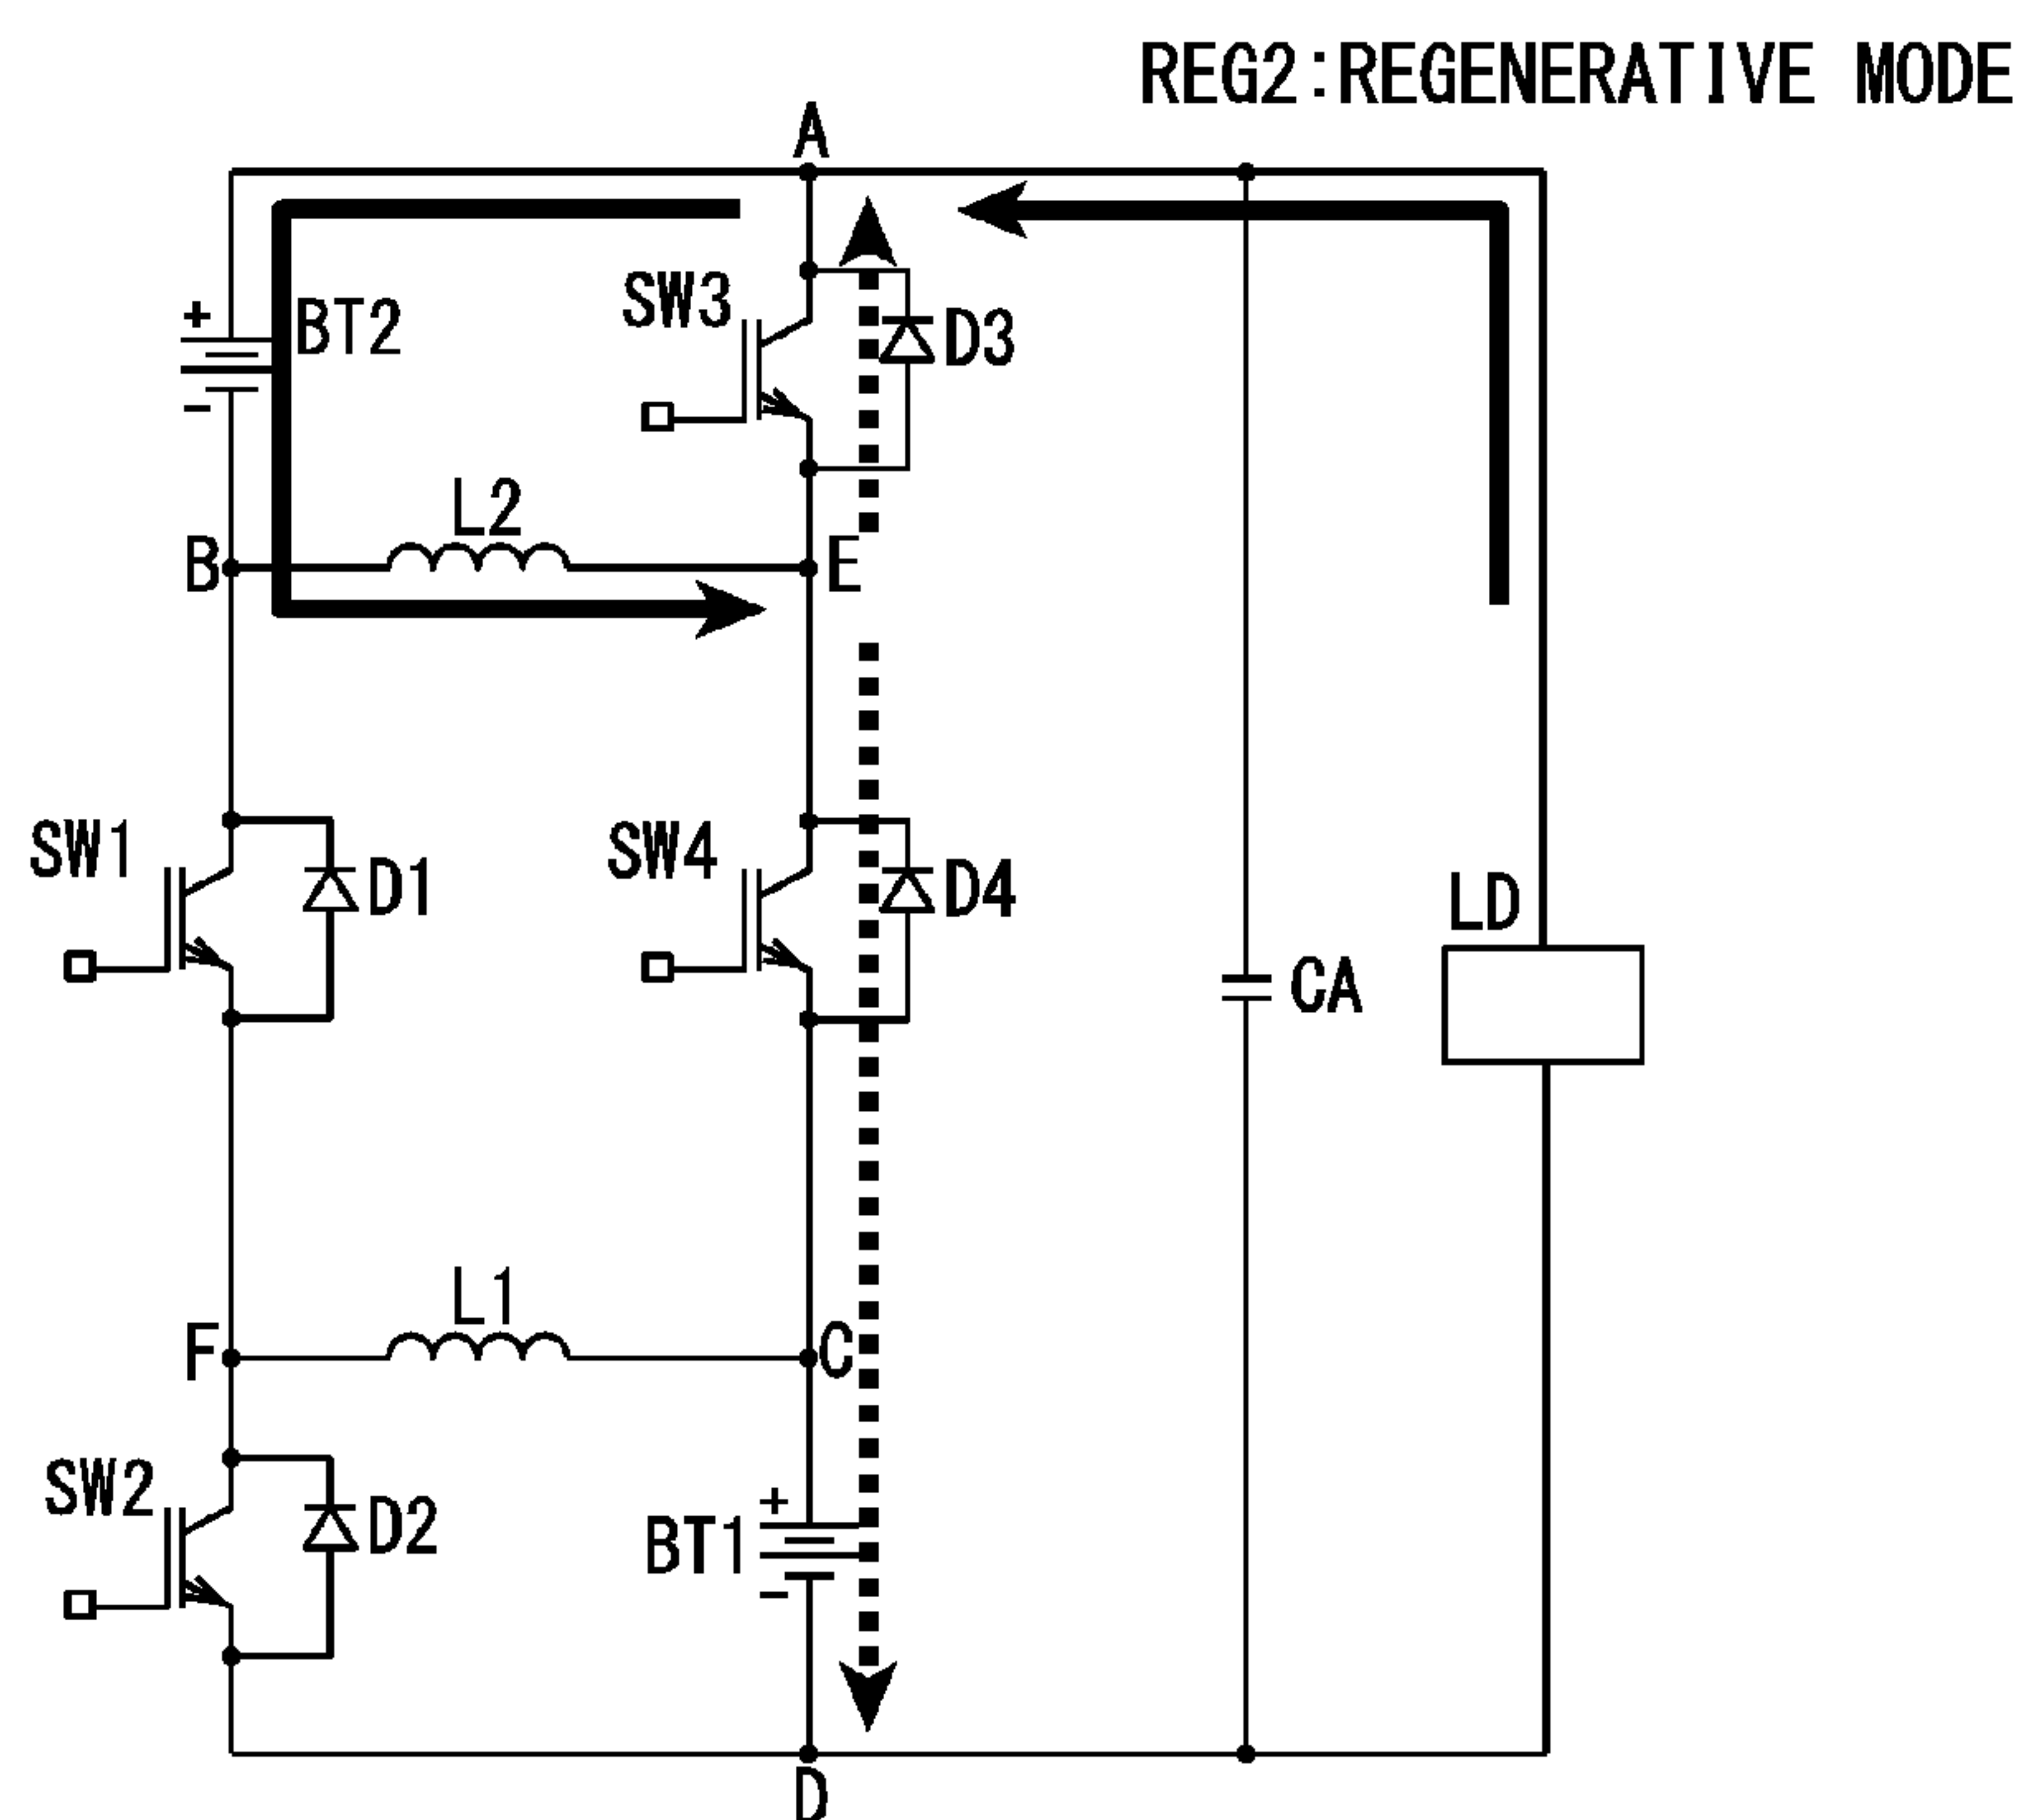 REG2:REGENERATIVE MODE
A
+
BT2
-
SW3
D3
L2
B
E
SW1
D1
SW4
D4
LD
CA
L1
F
C
SW2
D2
+
BT1
-
D